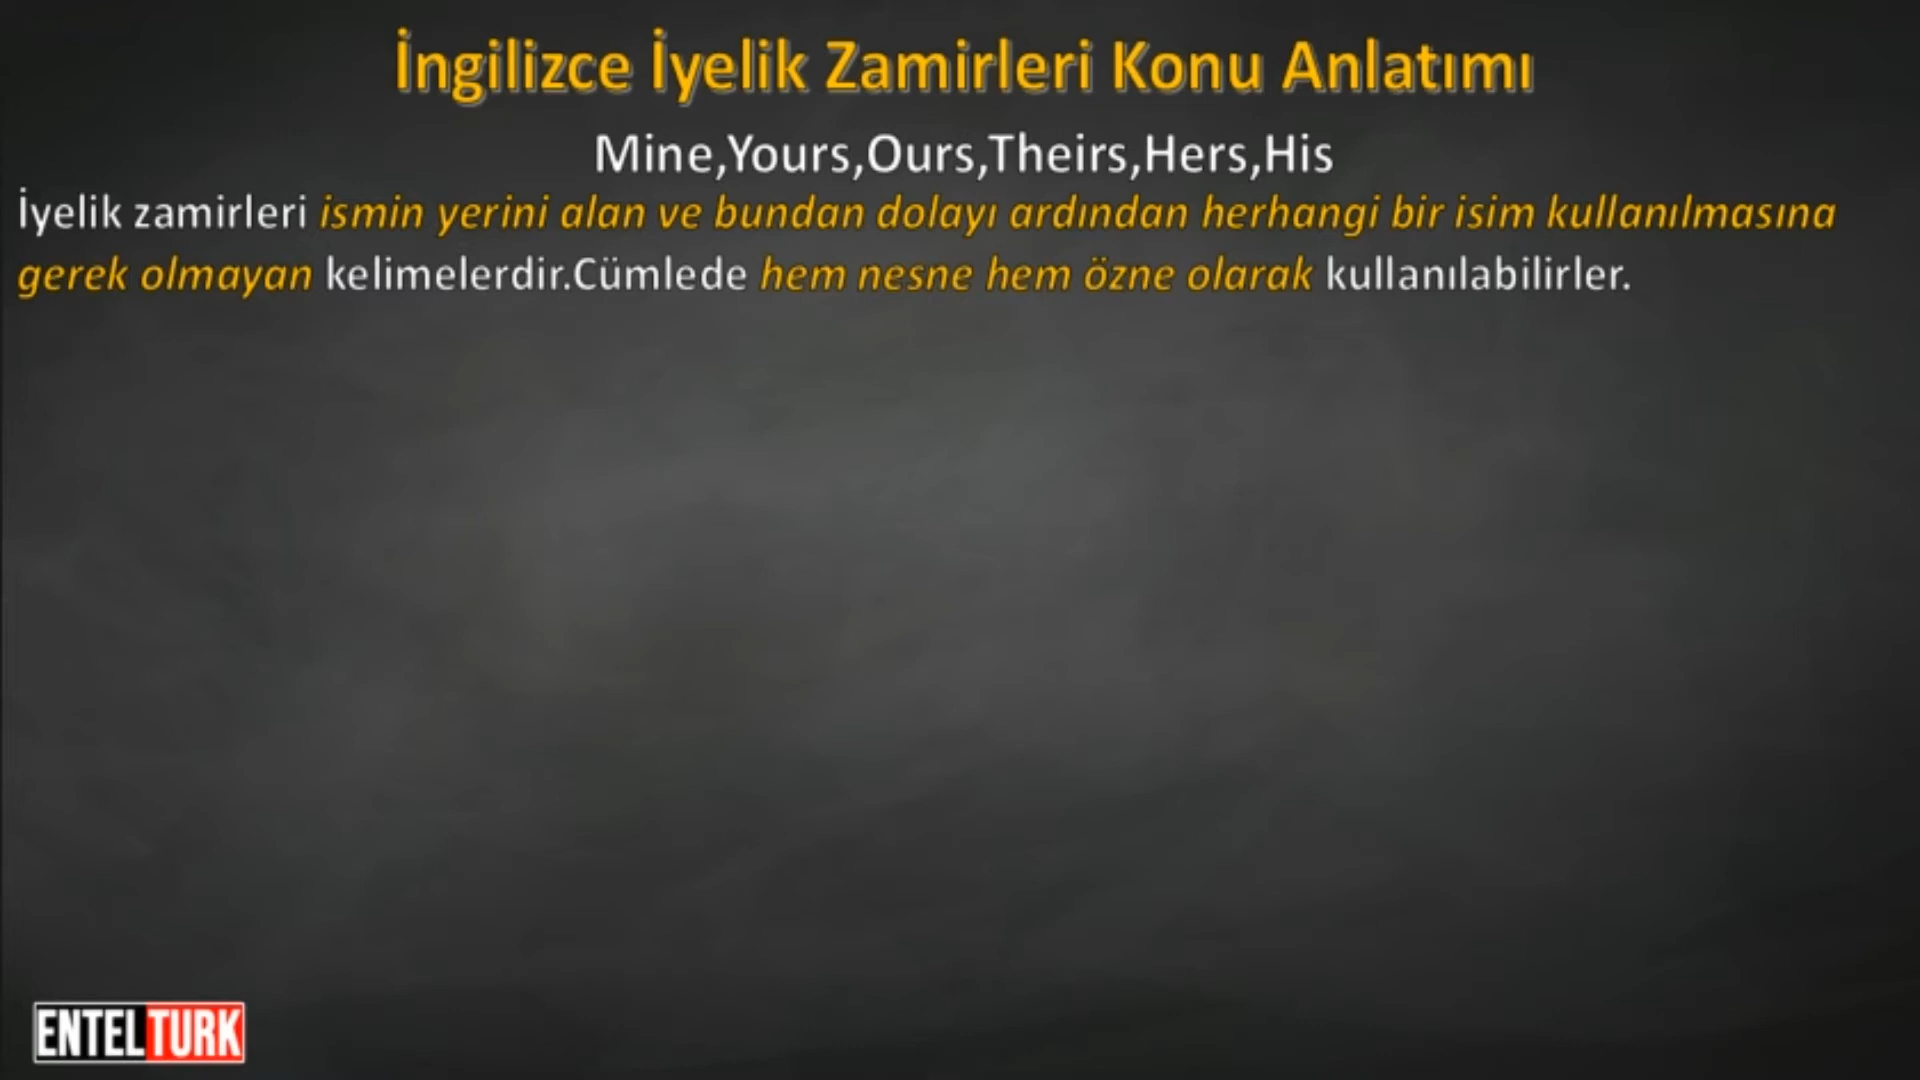 İngilizce İyelik Zamirleri Konu Anlatımı
Mine,Yours,Ours,Theirs,Hers,His
İyelik zamirleri ismin yerini alan ve bundan dolayı ardından herhangi bir isim kullanılmasına
gerek olmayan kelimelerdir.Cümlede hem nesne hem özne olarak kullanılabilirler.
ENTELTURK